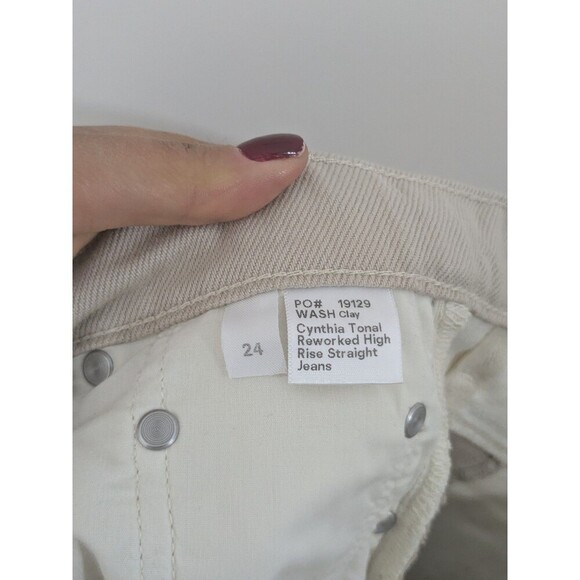 24
PO# 19129
WASH Clay
Cynthia Tonal
Reworked High
Rise Straight
Jeans